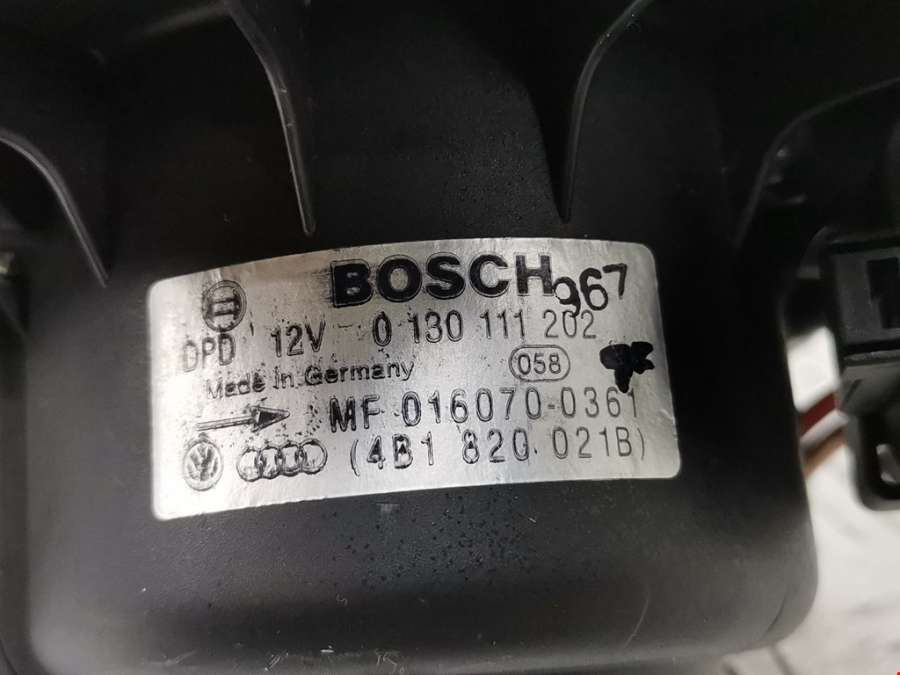 BOSCH
967
DPD 12V 0 130 111 202
Made in Germany 058
MF 016070-0361
(4B1 820 021B)